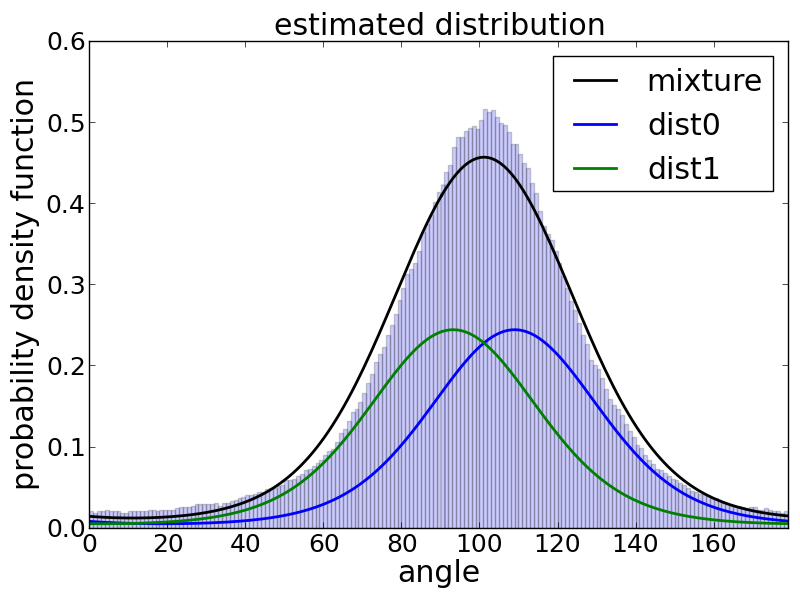 estimated distribution
0.6
0.5
0.4
0.3
0.2
0.1
0.0
probability density function
mixture
dist0
dist1
0 20 40 60 80 100 120 140 160
angle